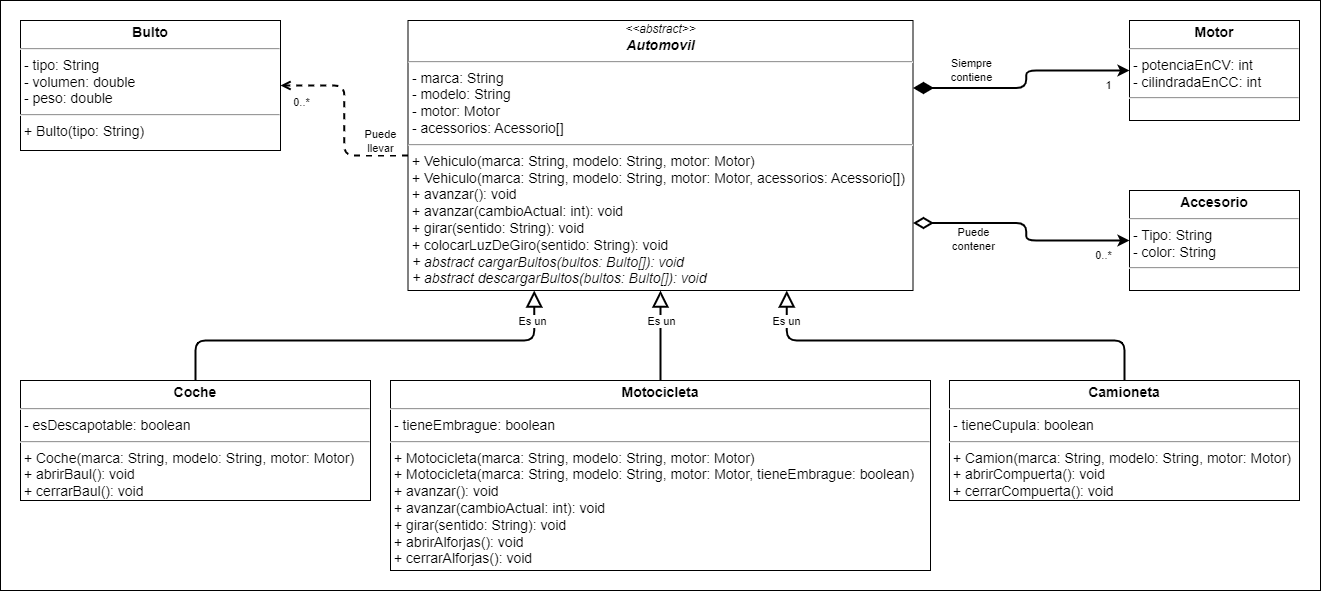 Bulto
- tipo: String
- volumen: double
- peso: double
+ Bulto(tipo: String)
0..*
Puede
llevar
<<abstract>>
Automovil
- marca: String
- modelo: String
- motor: Motor
- acessorios: Acessorio[]
+ Vehiculo(marca: String, modelo: String, motor: Motor)
+ Vehiculo(marca: String, modelo: String, motor: Motor, acessorios: Acessorio[])
+ avanzar(): void
+ avanzar(cambioActual: int): void
+ girar(sentido: String): void
+ colocarLuzDeGiro(sentido: String): void
+ abstract cargarBultos(bultos: Bulto[]): void
+ abstract descargarBultos(bultos: Bulto[]): void
Siempre
contiene
1
Motor
- potenciaEnCV: int
- cilindradaEnCC: int
Puede
contener
0..*
Accesorio
- Tipo: String
- color: String
Es un
Es un
Es un
Coche
- esDescapotable: boolean
+ Coche(marca: String, modelo: String, motor: Motor)
+ abrirBaul(): void
+ cerrarBaul(): void
Motocicleta
- tieneEmbrague: boolean
+ Motocicleta(marca: String, modelo: String, motor: Motor)
+ Motocicleta(marca: String, modelo: String, motor: Motor, tieneEmbrague: boolean)
+ avanzar(): void
+ avanzar(cambioActual: int): void
+ girar(sentido: String): void
+ abrirAlforjas(): void
+ cerrarAlforjas(): void
Camioneta
- tieneCupula: boolean
+ Camion(marca: String, modelo: String, motor: Motor)
+ abrirCompuerta(): void
+ cerrarCompuerta(): void